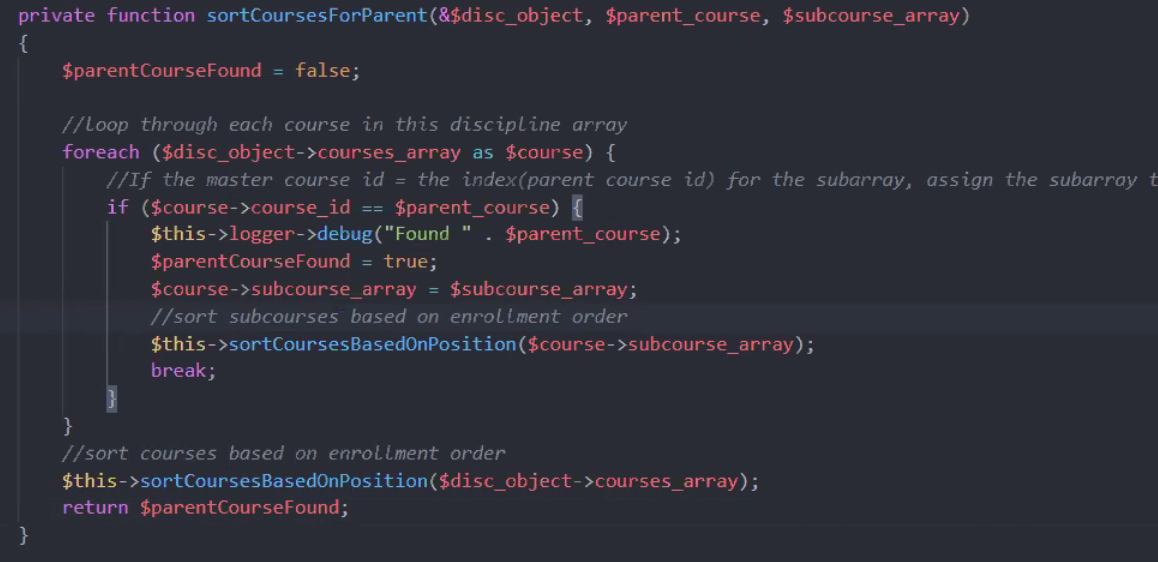 private function sortCoursesForParent(&$disc_object, $parent_course, $subcourse_array)
{
    $parentCourseFound = false;

    //loop through each course in this discipline array
    foreach ($disc_object->courses_array as $course) {
        //If the master course id = the index(parent course id) for the subarray, assign the subarray t
        if ($course->course_id == $parent_course) {
            $this->logger->debug("Found " . $parent_course);
            $parentCourseFound = true;
            $course->subcourse_array = $subcourse_array;
            //sort subcourses based on enrollment order
            $this->sortCoursesBasedOnPosition($course->subcourse_array);
            break;
        }
    }
    //sort courses based on enrollment order
    $this->sortCoursesBasedOnPosition($disc_object->courses_array);
    return $parentCourseFound;
}